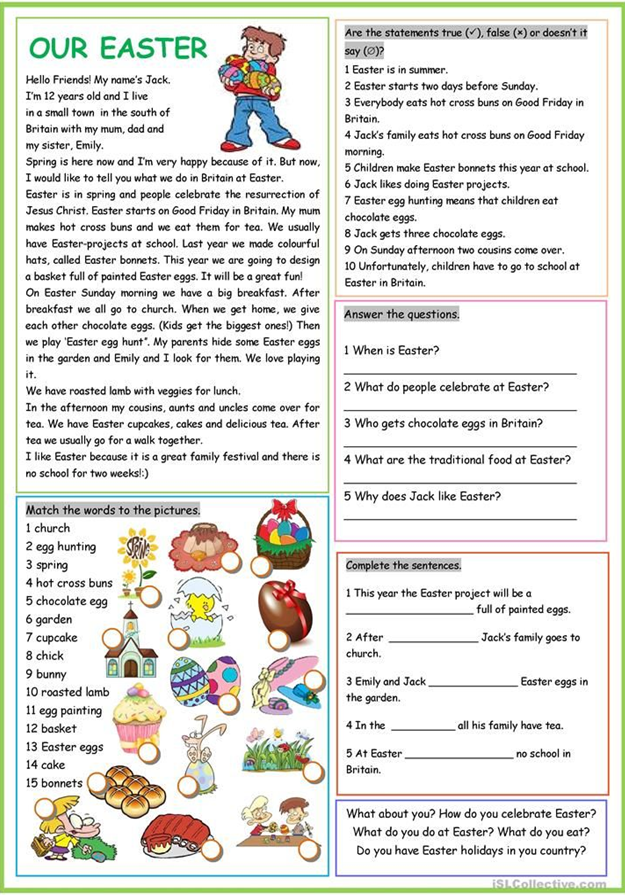 OUR EASTER
Hello Friends! My name's Jack.
I'm 12 years old and I live
in a small town in the south of
Britain with my mum, dad and
my sister, Emily.
Spring is here now and I'm very happy because of it. But now,
I would like to tell you what we do in Britain at Easter.
Easter is in spring and people celebrate the resurrection of
Jesus Christ. Easter starts on Good Friday in Britain. My mum
makes hot cross buns and we eat them for tea. We usually
have Easter-projects at school. Last year we made colourful
hats, called Easter bonnets. This year we are going to design
a basket full of painted Easter eggs. It will be a great fun!
On Easter Sunday morning we have a big breakfast. After
breakfast we all go to church. When we get home, we give
each other chocolate eggs. (Kids get the biggest ones!) Then
we play 'Easter egg hunt”. My parents hide some Easter eggs
in the garden and Emily and I look for them. We love playing
it.
We have roasted lamb with veggies for lunch.
In the afternoon my cousins, aunts and uncles come over for
tea. We have Easter cupcakes, cakes and delicious tea. After
tea we usually go for a walk together.
I like Easter because it is a great family festival and there is
no school for two weeks!:)
Match the words to the pictures.
1 church
2 egg hunting
3 spring
4 hot cross buns
5 chocolate egg
6 garden
7 cupcake
8 chick
9 bunny
10 roasted lamb
11 egg painting
12 basket
13 Easter eggs
14 cake
15 bonnets
SPRING
Are the statements true (✓), false (×) or doesn't it
say (∅)?
1 Easter is in summer.
2 Easter starts two days before Sunday.
3 Everybody eats hot cross buns on Good Friday in
Britain.
4 Jack's family eats hot cross buns on Good Friday
morning.
5 Children make Easter bonnets this year at school.
6 Jack likes doing Easter projects.
7 Easter egg hunting means that children eat
chocolate eggs.
8 Jack gets three chocolate eggs.
9 On Sunday afternoon two cousins come over.
10 Unfortunately, children have to go to school at
Easter in Britain.
Answer the questions.
1 When is Easter?
2 What do people celebrate at Easter?
3 Who gets chocolate eggs in Britain?
4 What are the traditional food at Easter?
5 Why does Jack like Easter?
Complete the sentences.
1 This year the Easter project will be a
____________________ full of painted eggs.
2 After ______________ Jack's family goes to
church.
3 Emily and Jack ______________ Easter eggs in
the garden.
4 In the __________ all his family have tea.
5 At Easter _________________ no school in
Britain.
What about you? How do you celebrate Easter?
What do you do at Easter? What do you eat?
Do you have Easter holidays in you country?
iSLCollective.com